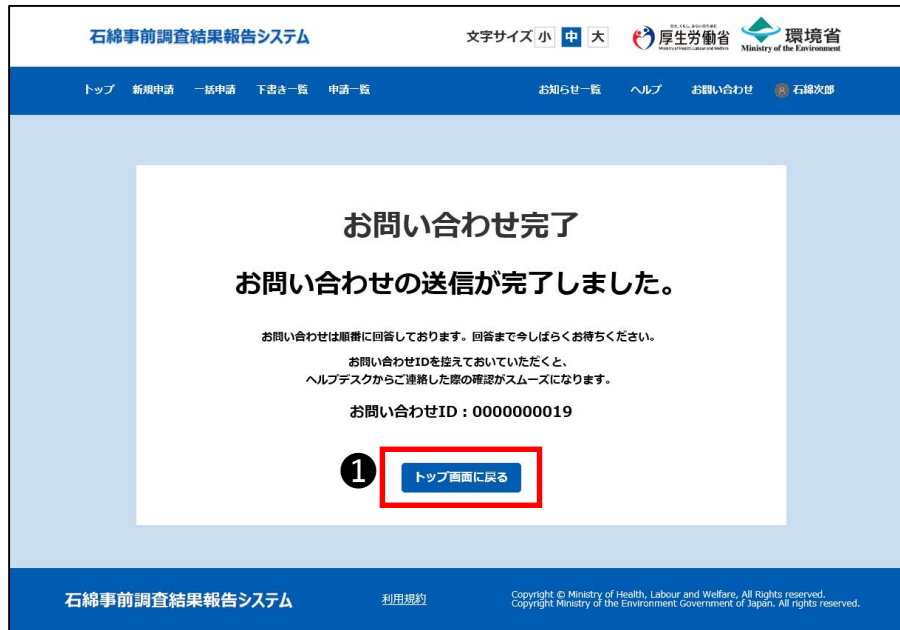 石綿事前調査結果報告システム
文字サイズ 小 中 大
厚生労働省
環境省
Ministry of the Environment
トップ 新規申請 一括申請 下書き一覧 申請一覧 お知らせ一覧 ヘルプ お問い合わせ 石綿次郎
お問い合わせ完了
お問い合わせの送信が完了しました。
お問い合わせは順番に回答しております。回答まで今しばらくお待ちください。
お問い合わせIDを控えておいていただくと、
ヘルプデスクからご連絡した際の確認がスムーズになります。
お問い合わせID：0000000019
❶ トップ画面に戻る
石綿事前調査結果報告システム
利用規約
Copyright © Ministry of Health, Labour and Welfare, All Rights reserved.
Copyright Ministry of the Environment Government of Japan. All rights reserved.